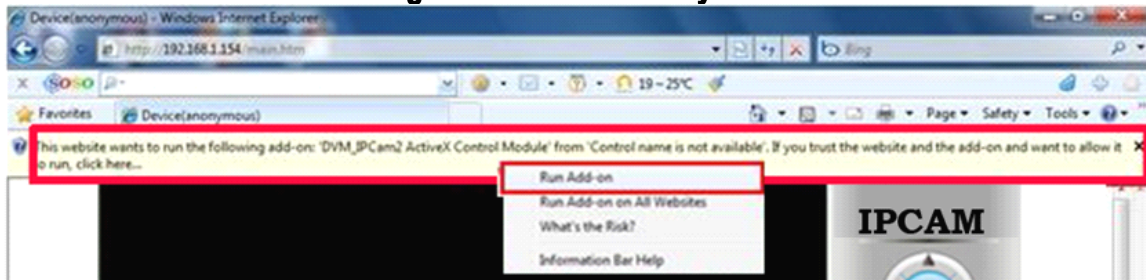 Device(anonymous) - Windows Internet Explorer
http://192.168.1.154/main.htm
Bing
SOSO
19~25℃
Favorites
Device(anonymous)
Page
Safety
Tools
This website wants to run the following add-on: 'DVM_IPCam2 ActiveX Control Module' from 'Control name is not available'. If you trust the website and the add-on and want to allow it
to run, click here...
Run Add-on
Run Add-on on All Websites
What's the Risk?
Information Bar Help
IPCAM